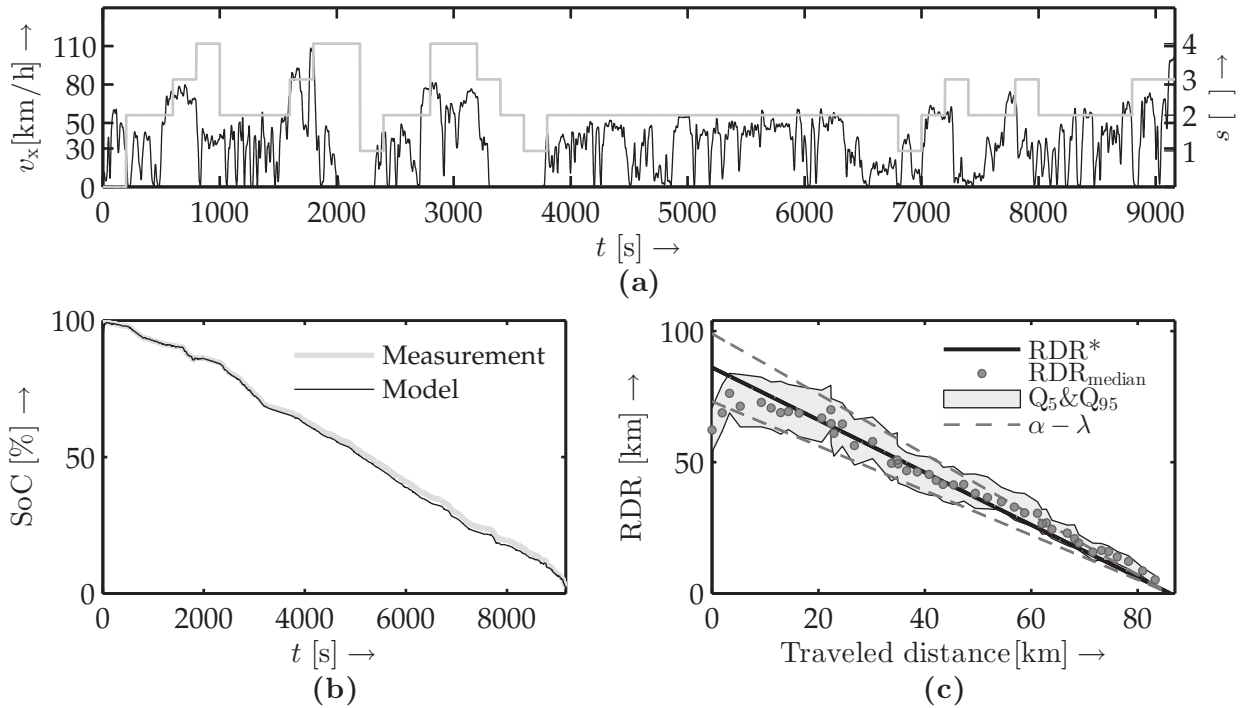 v_x [km/h] →
110
80
50
30
0
4
3
2
1
s [ ] →
0 1000 2000 3000 4000 5000 6000 7000 8000 9000
t [s] →
(a)
SoC [%] →
100
50
0
Measurement
Model
0 2000 4000 6000 8000
t [s] →
(b)
RDR [km] →
100
50
0
RDR*
RDR_median
Q_5&Q_95
α − λ
0 20 40 60 80
Traveled distance [km] →
(c)